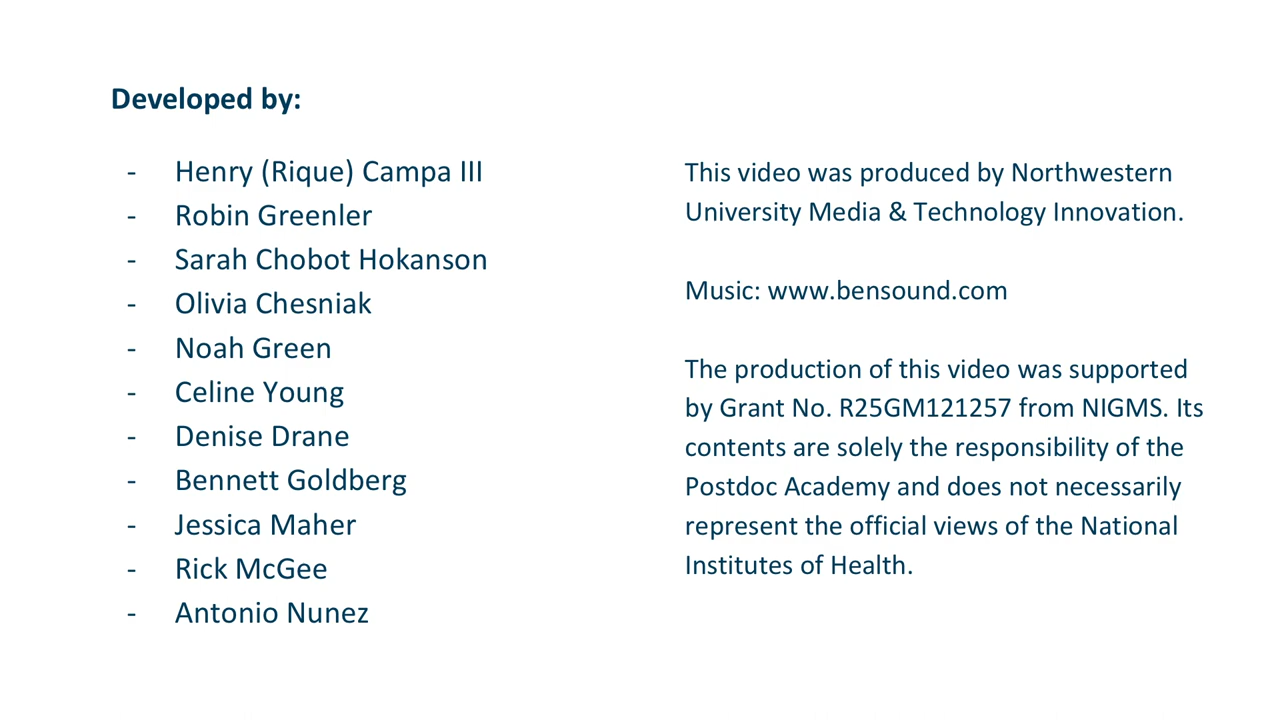 Developed by:
- Henry (Rique) Campa III
- Robin Greenler
- Sarah Chobot Hokanson
- Olivia Chesniak
- Noah Green
- Celine Young
- Denise Drane
- Bennett Goldberg
- Jessica Maher
- Rick McGee
- Antonio Nunez
This video was produced by Northwestern
University Media & Technology Innovation.
Music: www.bensound.com
The production of this video was supported
by Grant No. R25GM121257 from NIGMS. Its
contents are solely the responsibility of the
Postdoc Academy and does not necessarily
represent the official views of the National
Institutes of Health.